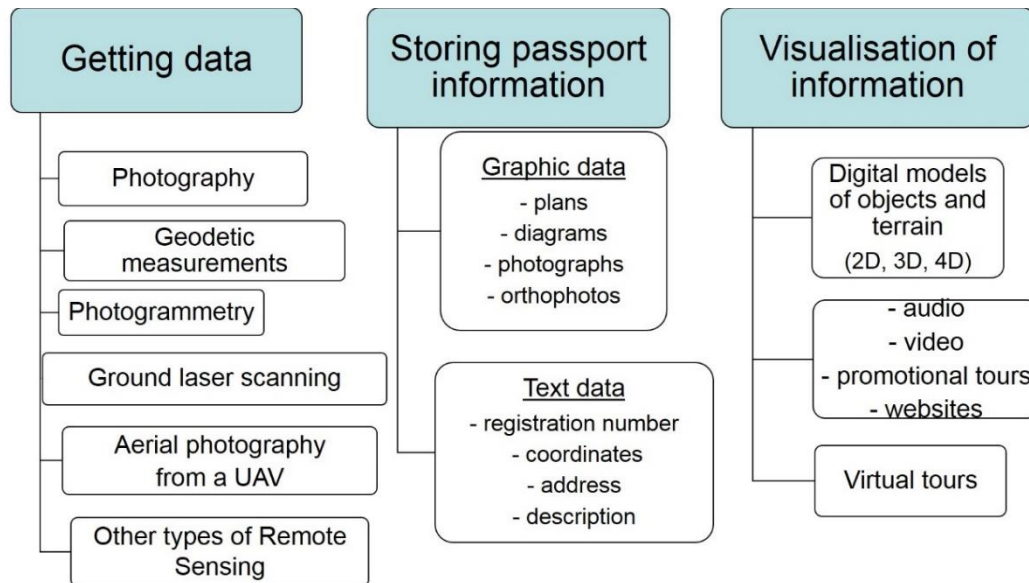 Getting data
Photography
Geodetic
measurements
Photogrammetry
Ground laser scanning
Aerial photography
from a UAV
Other types of Remote
Sensing
Storing passport
information
Graphic data
- plans
- diagrams
- photographs
- orthophotos
Text data
- registration number
- coordinates
- address
- description
Visualisation of
information
Digital models
of objects and
terrain
(2D, 3D, 4D)
- audio
- video
- promotional tours
- websites
Virtual tours